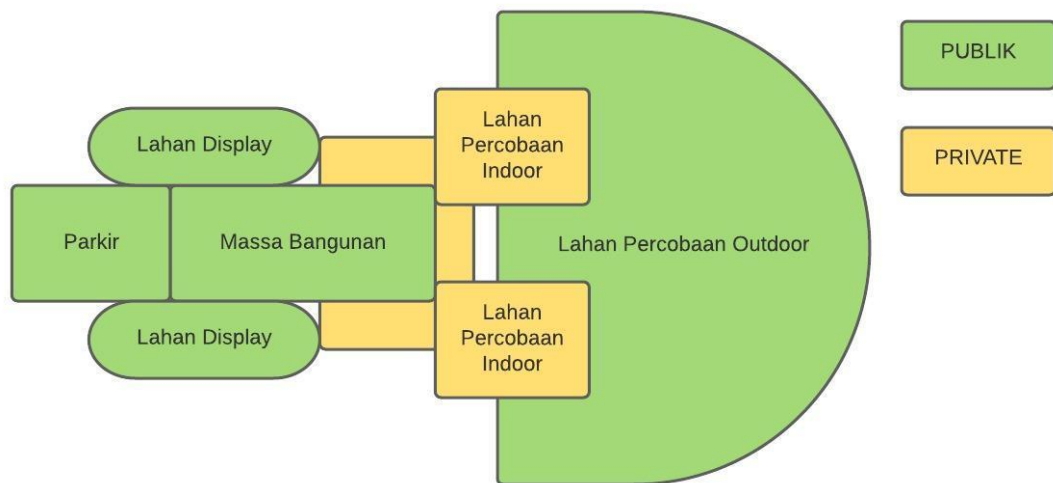 PUBLIK
PRIVATE
Lahan Display
Lahan
Percobaan
Indoor
Parkir
Massa Bangunan
Lahan Percobaan Outdoor
Lahan Display
Lahan
Percobaan
Indoor